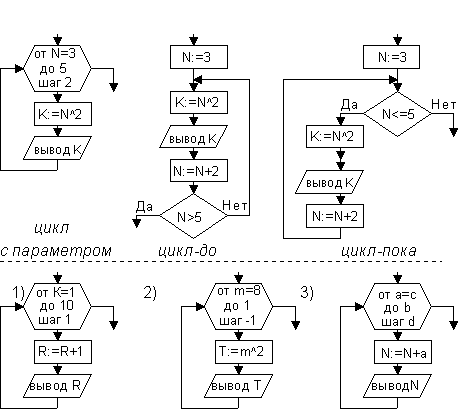 от N=3
до 5
шаг 2
K:=N^2
вывод K
цикл
с параметром
N:=3
K:=N^2
вывод K
N:=N+2
Да
N>5
Нет
цикл-до
N:=3
Да
N<=5
Нет
K:=N^2
вывод K
N:=N+2
цикл-пока
1)
от K=1
до 10
шаг 1
R:=R+1
вывод R
2)
от m=8
до 1
шаг -1
T:=m^2
вывод T
3)
от a=c
до b
шаг d
N:=N+a
выводN